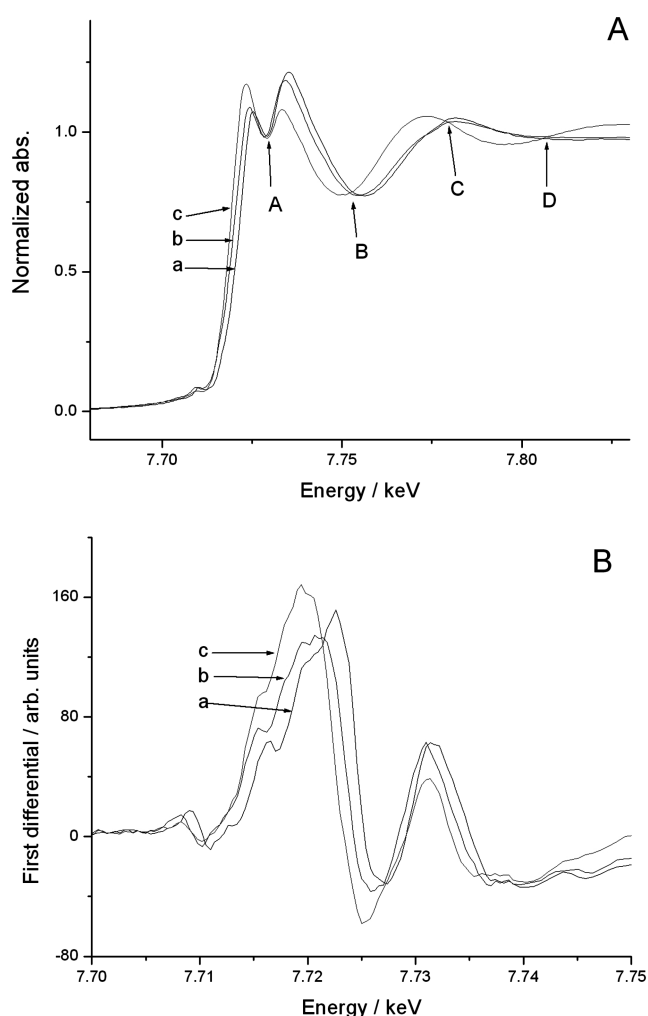 A
Normalized abs.
1.0
0.5
0.0
c
b
a
A
B
C
D
7.70
7.75
7.80
Energy / keV
B
First differential / arb. units
160
80
0
-80
c
b
a
7.70
7.71
7.72
7.73
7.74
7.75
Energy / keV